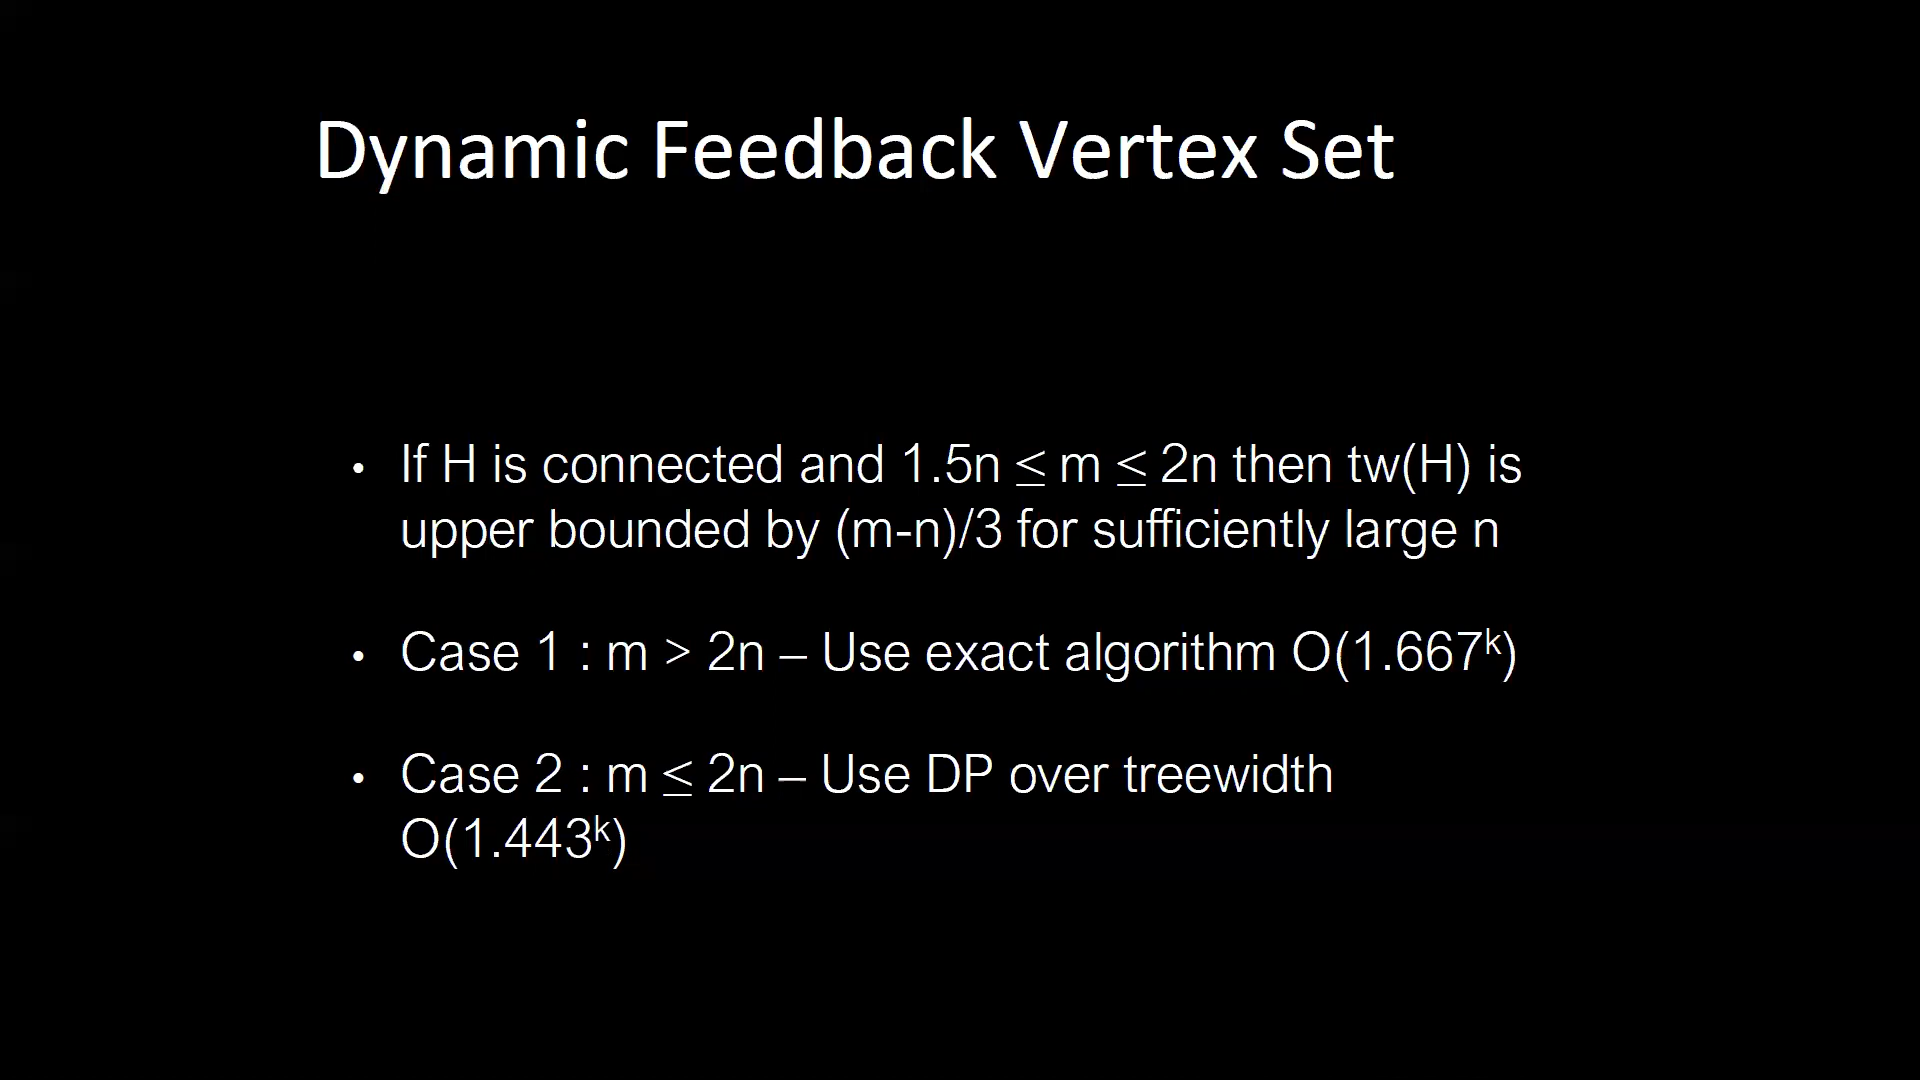 Dynamic Feedback Vertex Set
• If H is connected and 1.5n ≤ m ≤ 2n then tw(H) is
upper bounded by (m-n)/3 for sufficiently large n
• Case 1 : m > 2n – Use exact algorithm O(1.667ᵏ)
• Case 2 : m ≤ 2n – Use DP over treewidth
O(1.443ᵏ)